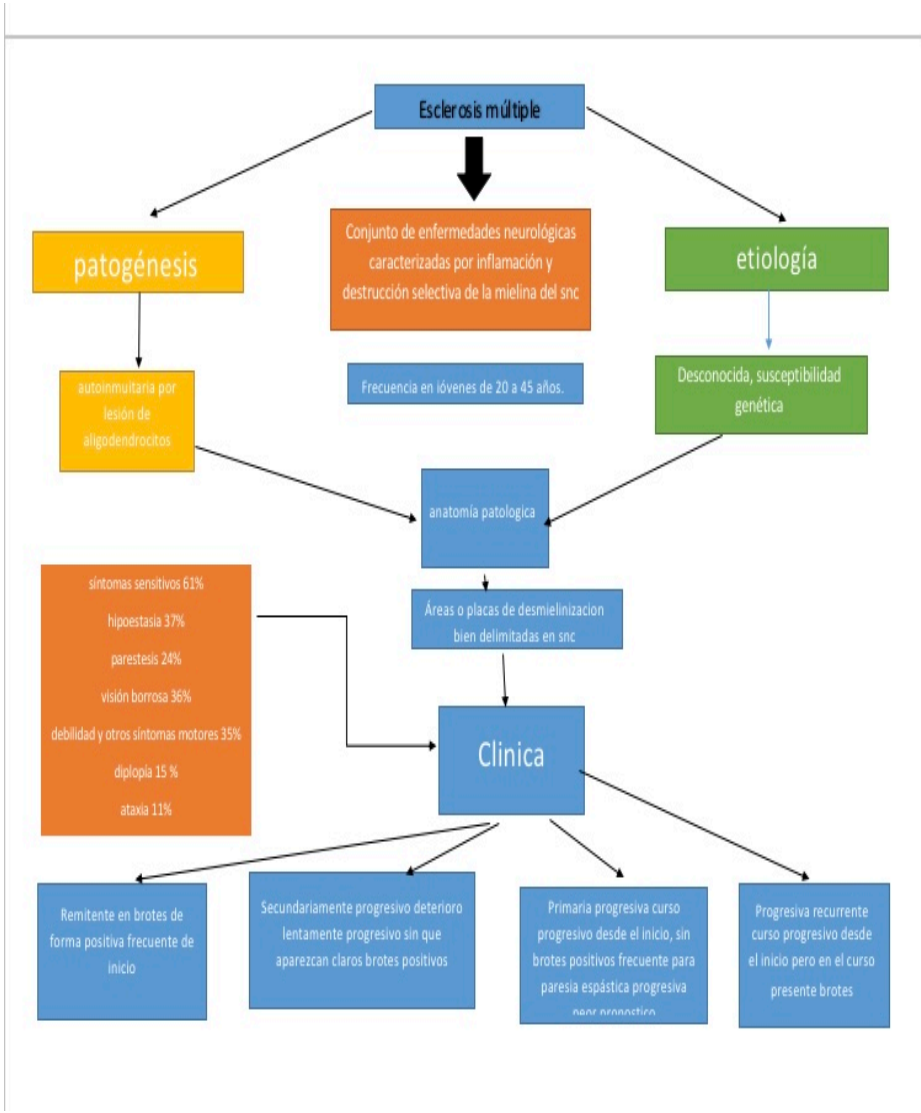 Esclerosis múltiple
patogénesis
Conjunto de enfermedades neurológicas
caracterizadas por inflamación y
destrucción selectiva de la mielina del snc
etiología
autoinmuitaria por
lesión de
aligodendrocitos
Frecuencia en ióvenes de 20 a 45 años.
Desconocida, susceptibilidad
genética
anatomía patologica
Áreas o placas de desmielinizacion
bien delimitadas en snc
síntomas sensitivos 61%
hipoestasia 37%
parestesis 24%
visión borrosa 36%
debilidad y otros síntomas motores 35%
diplopía 15 %
ataxia 11%
Clinica
Remitente en brotes de
forma positiva frecuente de
inicio
Secundariamente progresivo deterioro
lentamente progresivo sin que
aparezcan claros brotes positivos
Primaria progresiva curso
progresivo desde el inicio, sin
brotes positivos frecuente para
paresia espástica progresiva
peor pronostico
Progresiva recurrente
curso progresivo desde
el inicio pero en el curso
presente brotes